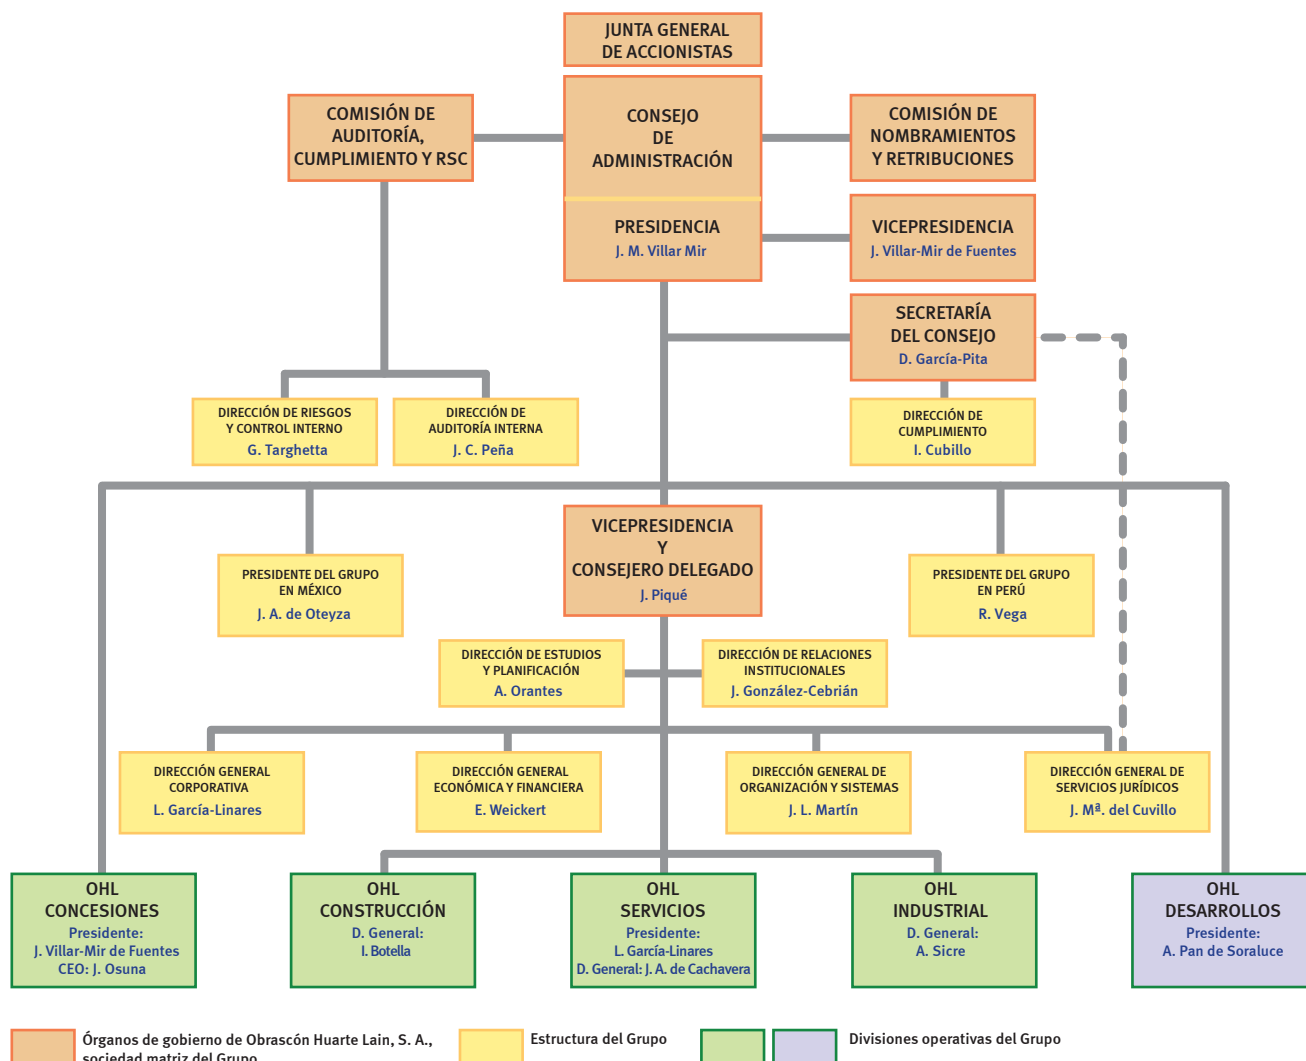 JUNTA GENERAL
DE ACCIONISTAS
COMISIÓN DE
AUDITORÍA,
CUMPLIMIENTO Y RSC
CONSEJO
DE
ADMINISTRACIÓN
COMISIÓN DE
NOMBRAMIENTOS
Y RETRIBUCIONES
PRESIDENCIA
J. M. Villar Mir
VICEPRESIDENCIA
J. Villar-Mir de Fuentes
SECRETARÍA
DEL CONSEJO
D. García-Pita
DIRECCIÓN DE RIESGOS
Y CONTROL INTERNO
G. Targhetta
DIRECCIÓN DE
AUDITORÍA INTERNA
J. C. Peña
DIRECCIÓN DE
CUMPLIMIENTO
I. Cubillo
VICEPRESIDENCIA
Y
CONSEJERO DELEGADO
J. Piqué
PRESIDENTE DEL GRUPO
EN MÉXICO
J. A. de Oteyza
PRESIDENTE DEL GRUPO
EN PERÚ
R. Vega
DIRECCIÓN DE ESTUDIOS
Y PLANIFICACIÓN
A. Orantes
DIRECCIÓN DE RELACIONES
INSTITUCIONALES
J. González-Cebrián
DIRECCIÓN GENERAL
CORPORATIVA
L. García-Linares
DIRECCIÓN GENERAL
ECONÓMICA Y FINANCIERA
E. Weickert
DIRECCIÓN GENERAL DE
ORGANIZACIÓN Y SISTEMAS
J. L. Martín
DIRECCIÓN GENERAL DE
SERVICIOS JURÍDICOS
J. Mª. del Cuvillo
OHL
CONCESIONES
Presidente:
J. Villar-Mir de Fuentes
CEO: J. Osuna
OHL
CONSTRUCCIÓN
D. General:
I. Botella
OHL
SERVICIOS
Presidente:
L. García-Linares
D. General: J. A. de Cachavera
OHL
INDUSTRIAL
D. General:
A. Sicre
OHL
DESARROLLOS
Presidente:
A. Pan de Soraluce
Órganos de gobierno de Obrascón Huarte Lain, S. A.,
sociedad matriz del Grupo
Estructura del Grupo
Divisiones operativas del Grupo